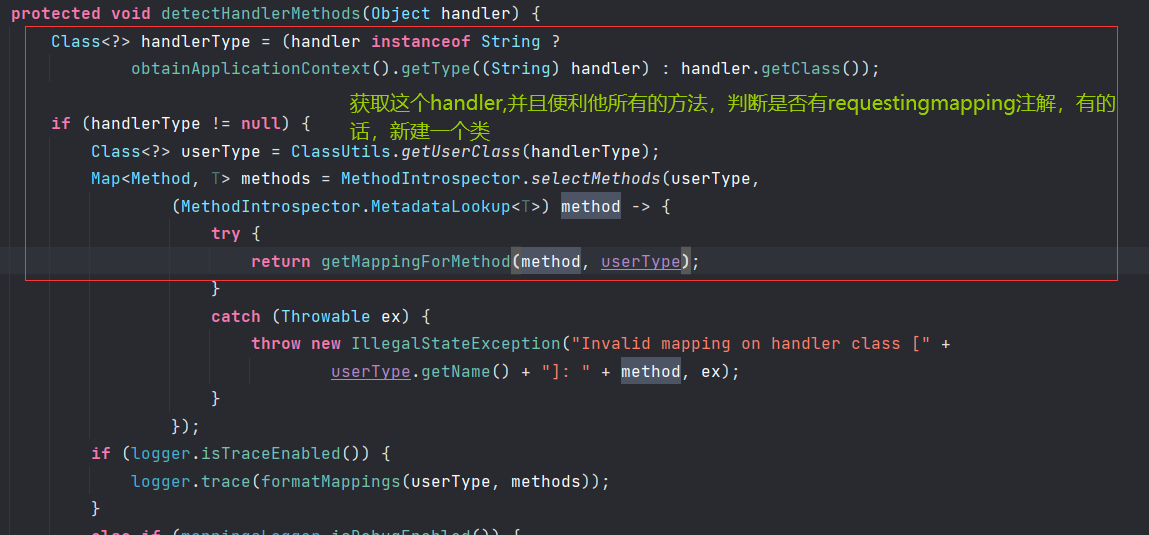 protected void detectHandlerMethods(Object handler) {
Class<?> handlerType = (handler instanceof String ?
obtainApplicationContext().getType((String) handler) : handler.getClass());
获取这个handler,并且便利他所有的方法，判断是否有requestingmapping注解，有的
话，新建一个类
if (handlerType != null) {
Class<?> userType = ClassUtils.getUserClass(handlerType);
Map<Method, T> methods = MethodIntrospector.selectMethods(userType,
(MethodIntrospector.MetadataLookup<T>) method -> {
try {
return getMappingForMethod(method, userType);
}
catch (Throwable ex) {
throw new IllegalStateException("Invalid mapping on handler class [" +
userType.getName() + "]: " + method, ex);
}
});
if (logger.isTraceEnabled()) {
logger.trace(formatMappings(userType, methods));
}
else if (mappingsLogger.isDebugEnabled()) {